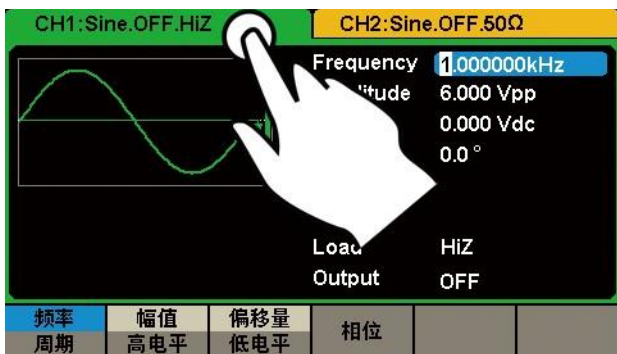 CH1:Sine.OFF.HiZ
CH2:Sine.OFF.50Ω
Frequency 1.000000kHz
6.000 Vpp
0.000 Vdc
0.0 °
Load HiZ
Output OFF
频率 幅值 偏移量 相位
周期 高电平 低电平